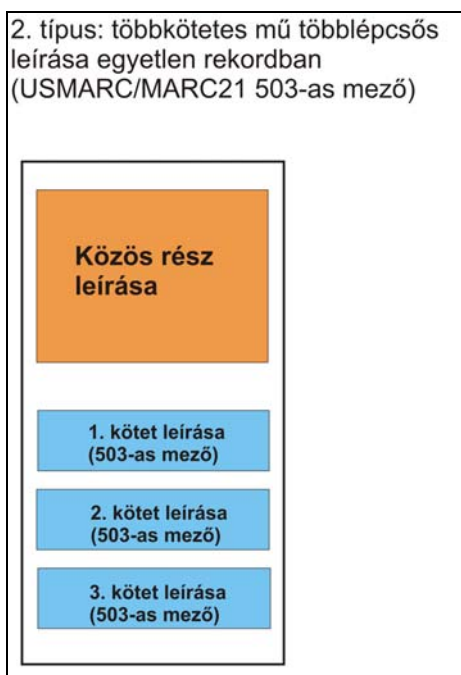 2. típus: többkötetes mű többlépcsős
leírása egyetlen rekordban
(USMARC/MARC21 503-as mező)
Közös rész
leírása
1. kötet leírása
(503-as mező)
2. kötet leírása
(503-as mező)
3. kötet leírása
(503-as mező)